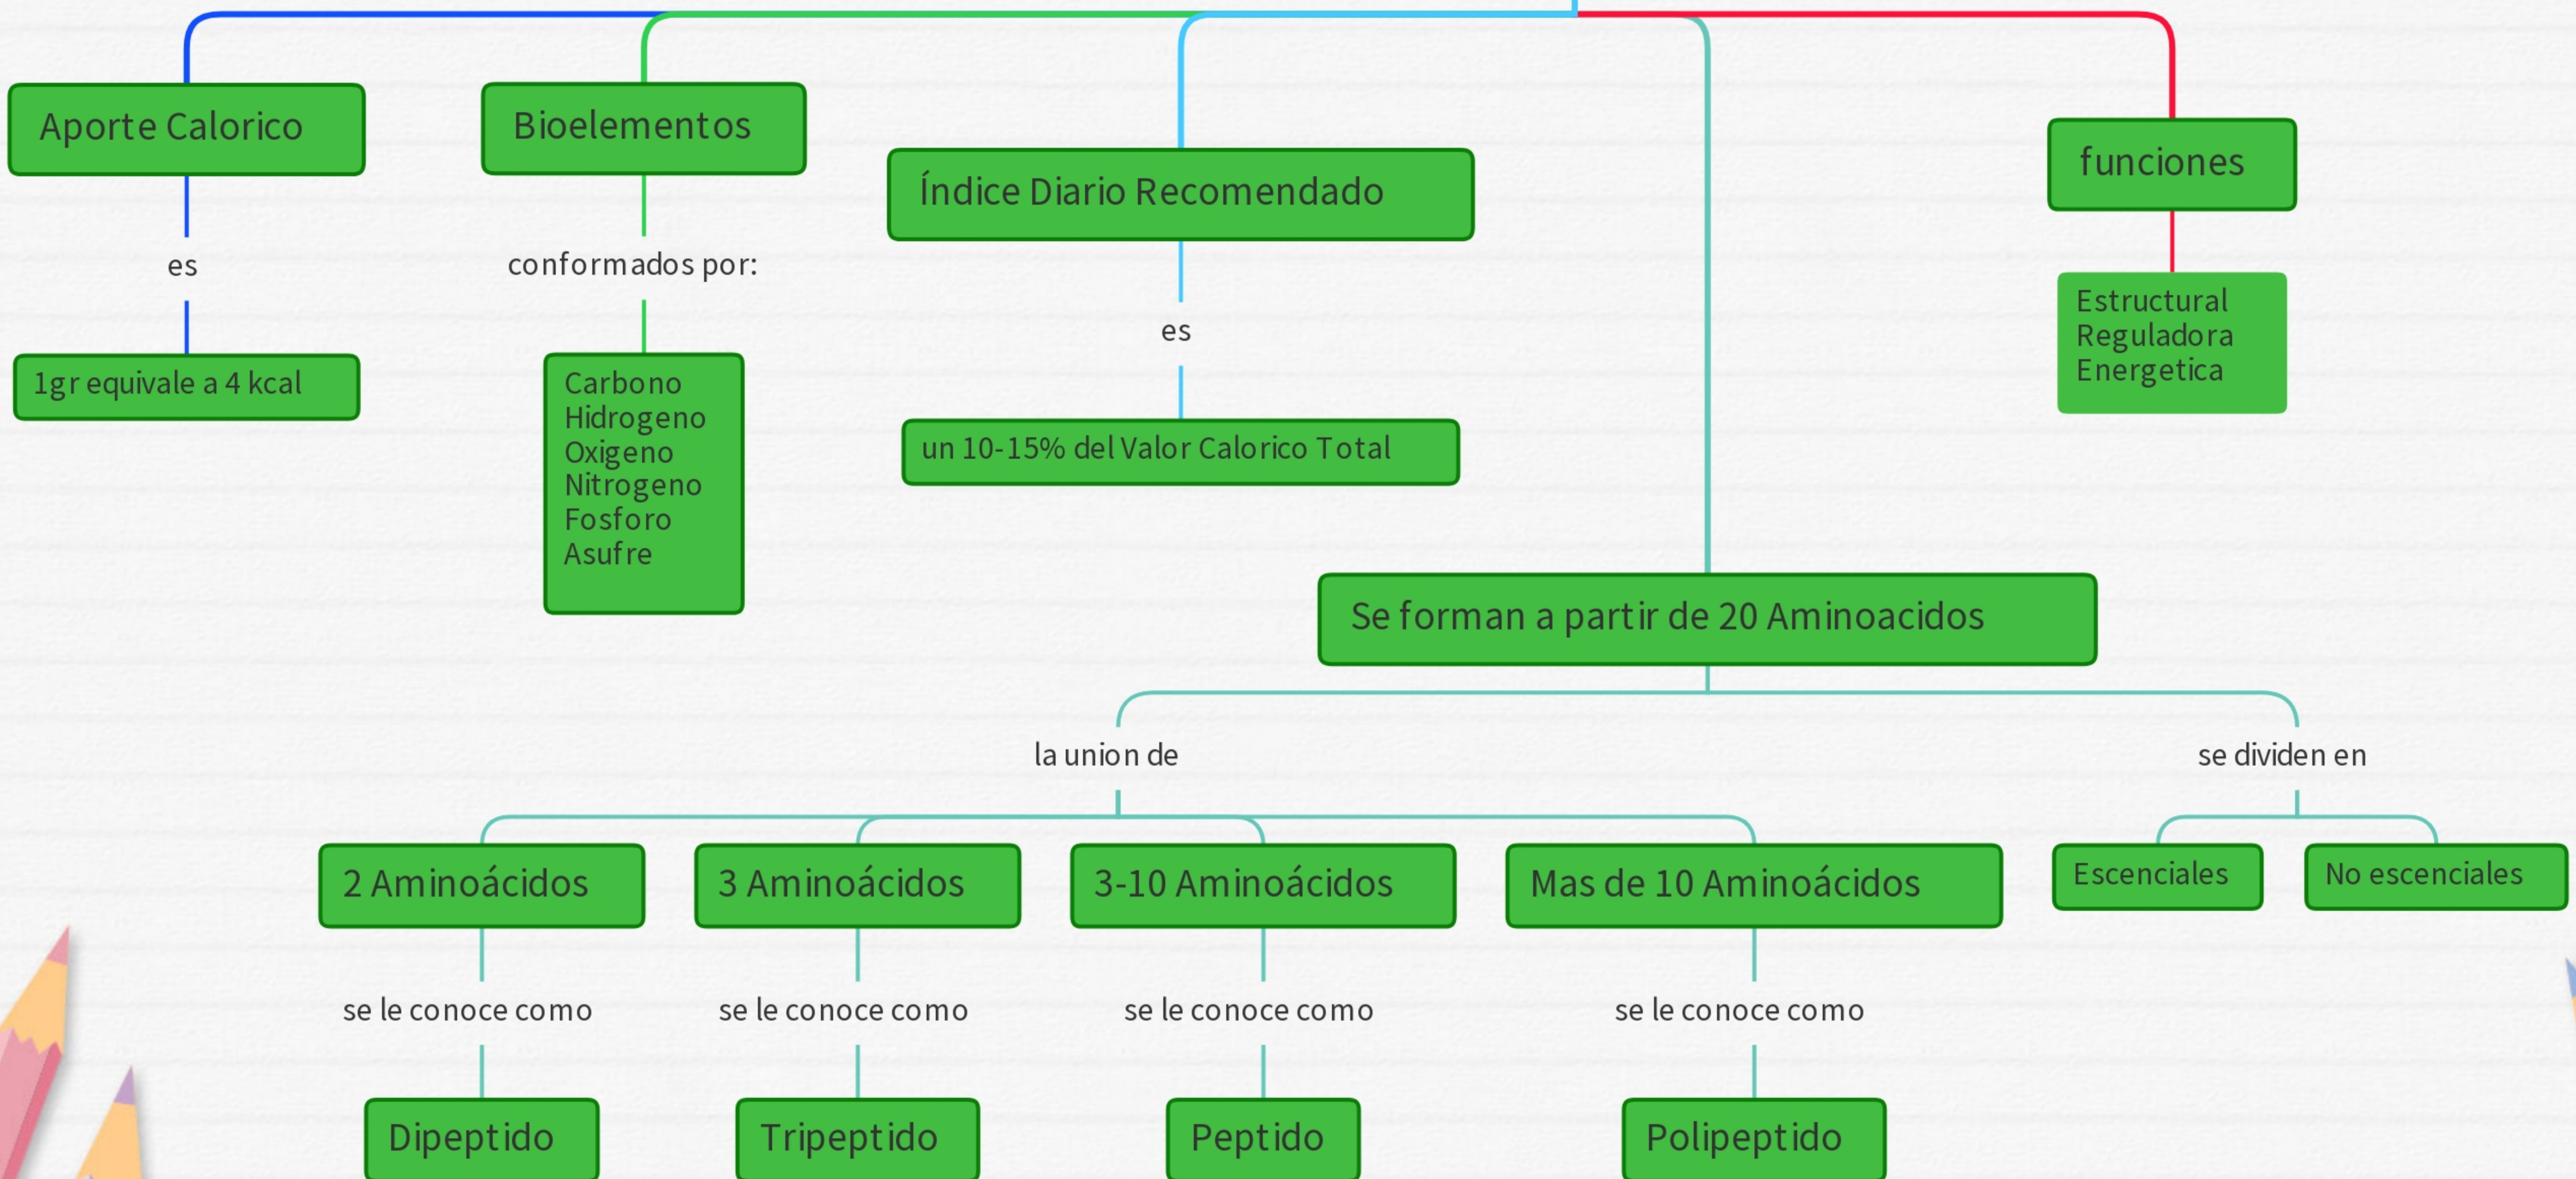 Aporte Calorico
Bioelementos
Índice Diario Recomendado
funciones
es
conformados por:
es
1gr equivale a 4 kcal
Carbono
Hidrogeno
Oxigeno
Nitrogeno
Fosforo
Asufre
un 10-15% del Valor Calorico Total
Estructural
Reguladora
Energetica
Se forman a partir de 20 Aminoacidos
la union de
se dividen en
2 Aminoácidos
3 Aminoácidos
3-10 Aminoácidos
Mas de 10 Aminoácidos
Escenciales
No escenciales
se le conoce como
se le conoce como
se le conoce como
se le conoce como
Dipeptido
Tripeptido
Peptido
Polipeptido